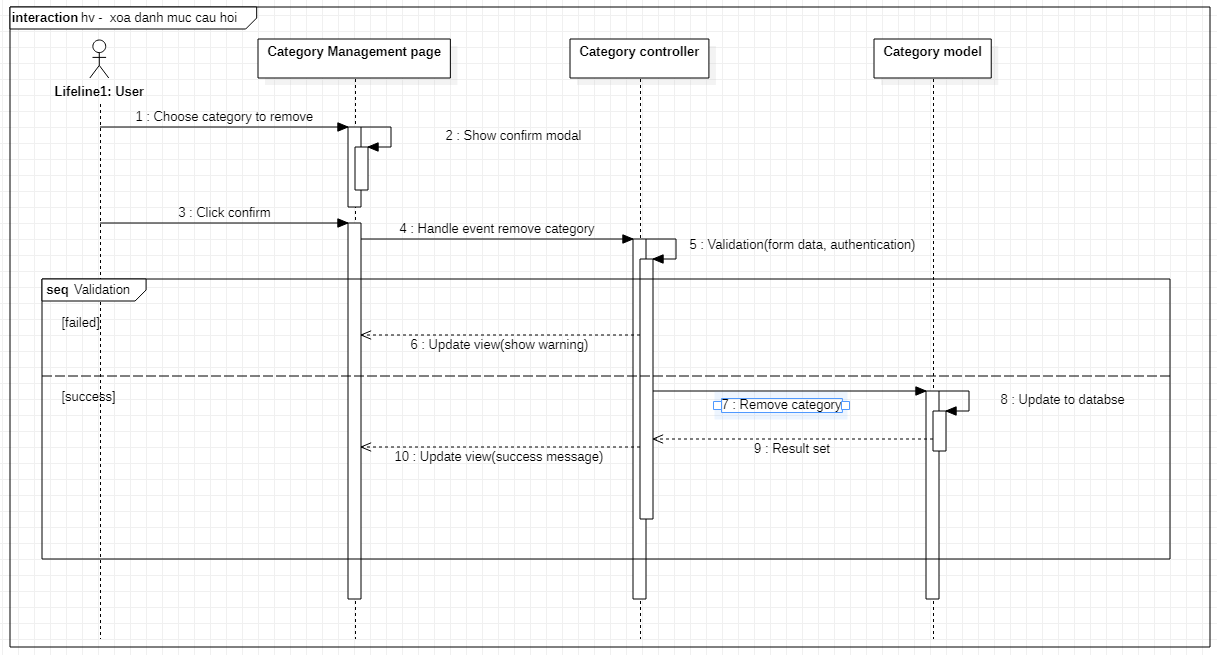 interaction hv - xoa danh muc cau hoi
Category Management page
Category controller
Category model
Lifeline1: User
1 : Choose category to remove
2 : Show confirm modal
3 : Click confirm
4 : Handle event remove category
5 : Validation(form data, authentication)
seq Validation
[failed]
6 : Update view(show warning)
[success]
7 : Remove category
8 : Update to databse
9 : Result set
10 : Update view(success message)